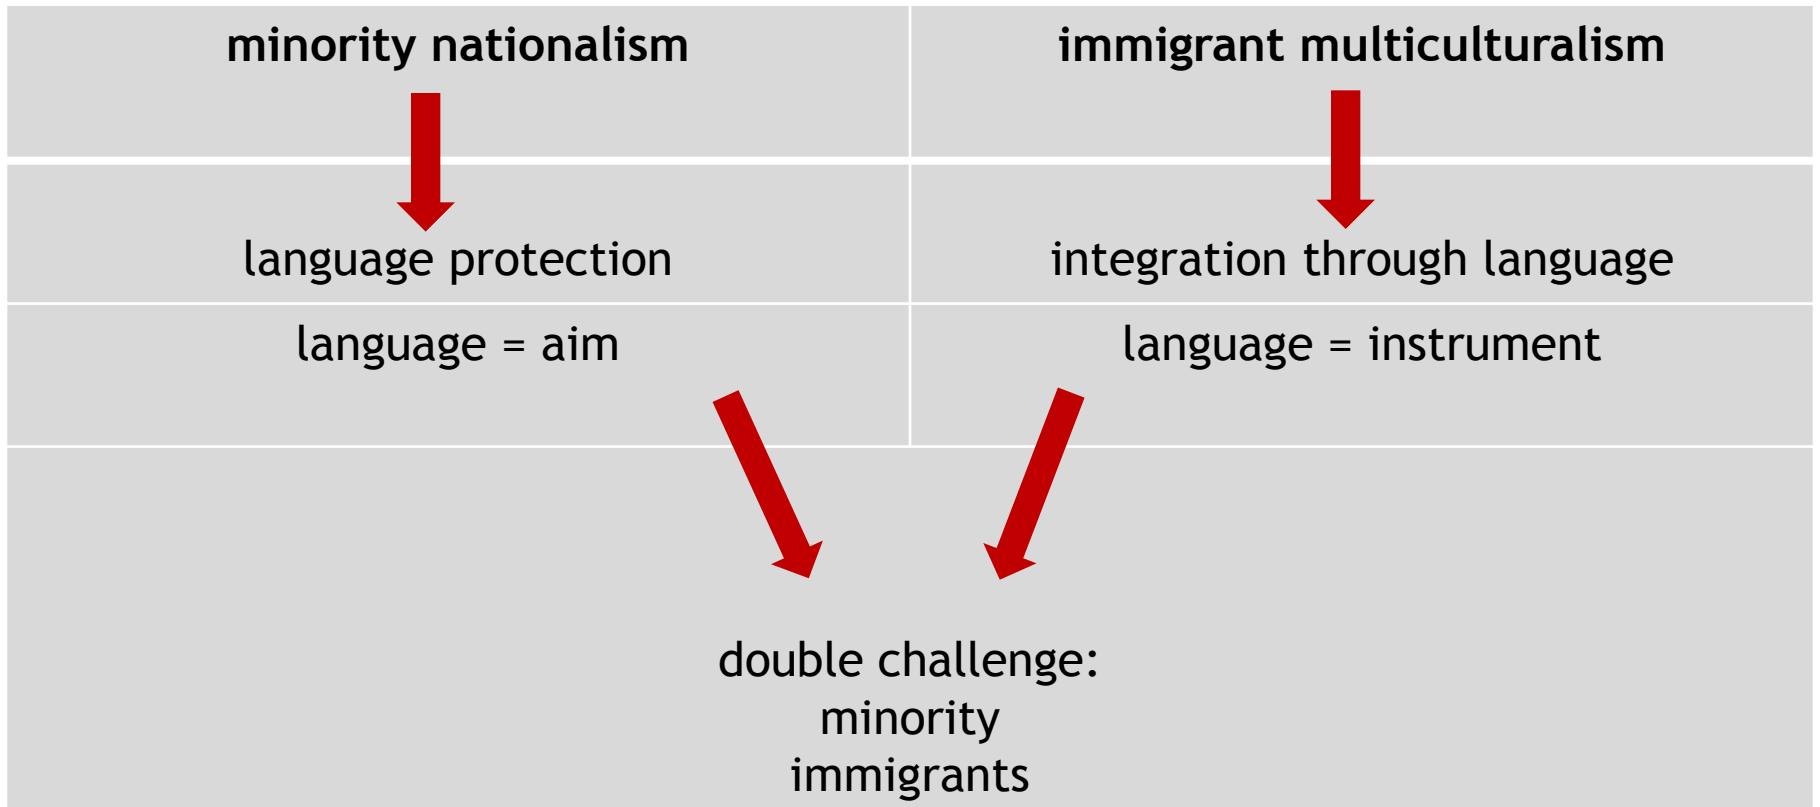 minority nationalism
immigrant multiculturalism
language protection
integration through language
language = aim
language = instrument
double challenge:
minority
immigrants